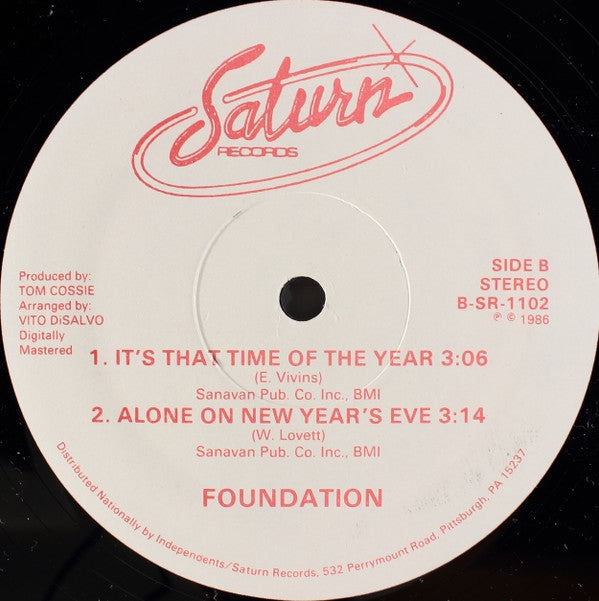 Saturn
RECORDS
Produced by:
TOM COSSIE
Arranged by:
VITO DiSALVO
Digitally
Mastered
SIDE B
STEREO
B-SR-1102
℗ © 1986
1. IT'S THAT TIME OF THE YEAR 3:06
(E. Vivins)
Sanavan Pub. Co. Inc., BMI
2. ALONE ON NEW YEAR'S EVE 3:14
(W. Lovett)
Sanavan Pub. Co. Inc., BMI
FOUNDATION
Distributed Nationally by Independents/Saturn Records, 532 Perrymount Road, Pittsburgh, PA 15237